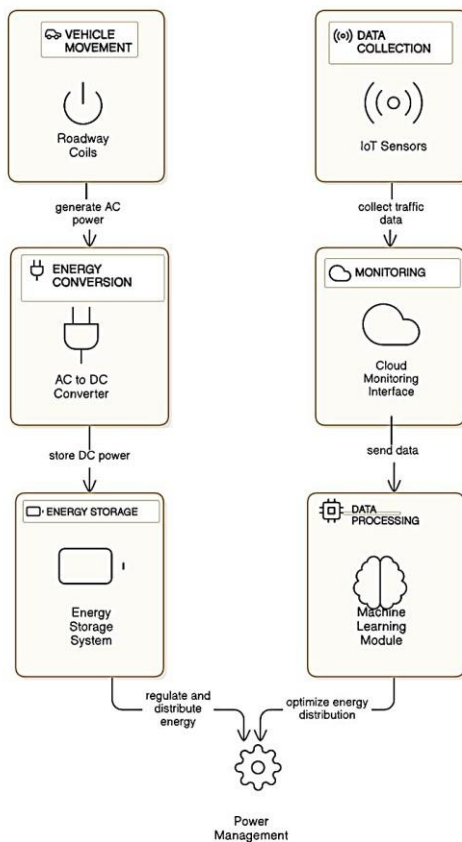 VEHICLE
MOVEMENT
Roadway
Coils
generate AC
power
ENERGY
CONVERSION
AC to DC
Converter
store DC power
ENERGY STORAGE
Energy
Storage
System
regulate and
distribute
energy
DATA
COLLECTION
IoT Sensors
collect traffic
data
MONITORING
Cloud
Monitoring
Interface
send data
DATA
PROCESSING
Machine
Learning
Module
optimize energy
distribution
Power
Management